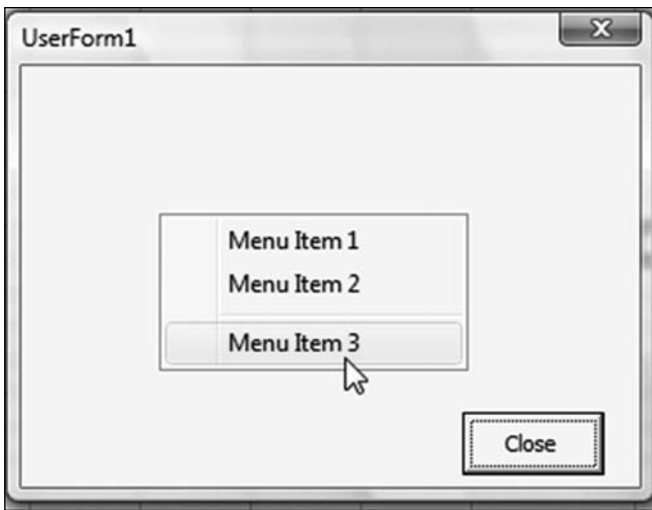 UserForm1
Menu Item 1
Menu Item 2
Menu Item 3
Close